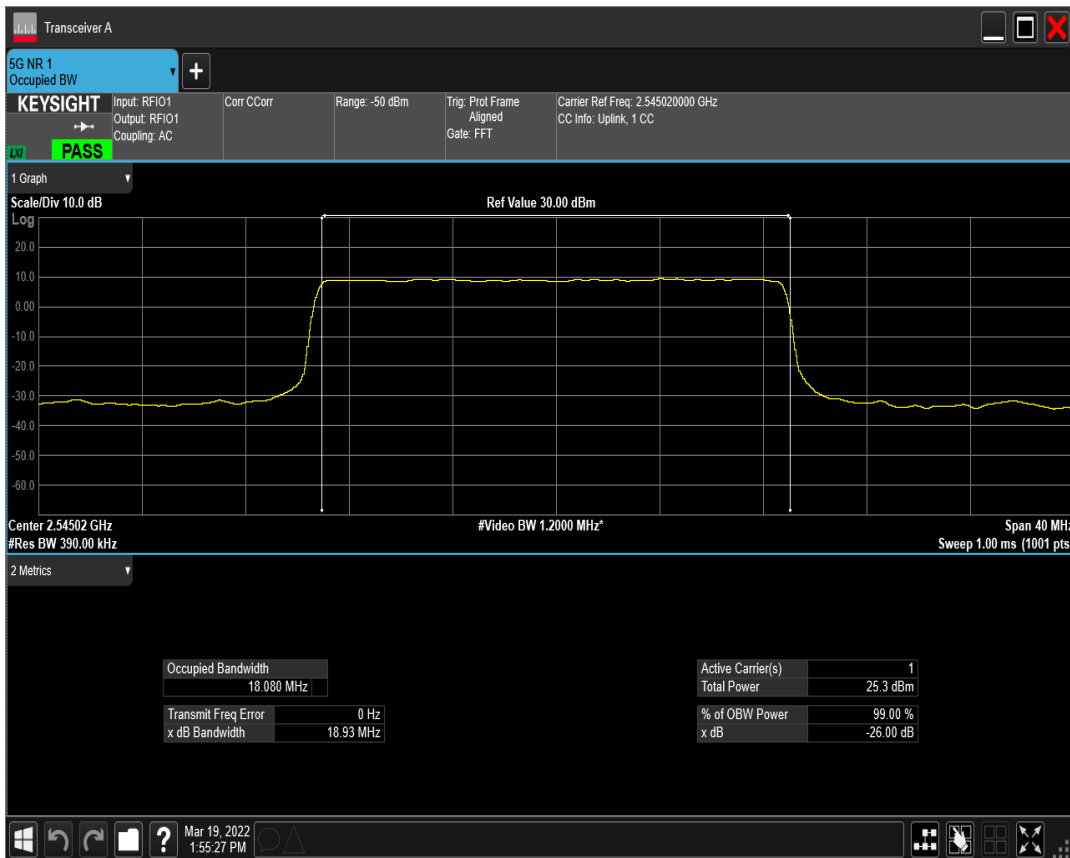 Transceiver A
5G NR 1
Occupied BW
KEYSIGHT
LXI
PASS
Input: RFIO1
Output: RFIO1
Coupling: AC
Corr CCorr
Range: -50 dBm
Trig: Prot Frame
Aligned
Gate: FFT
Carrier Ref Freq: 2.545020000 GHz
CC Info: Uplink, 1 CC
1 Graph
Scale/Div 10.0 dB
Ref Value 30.00 dBm
Log
20.0
10.0
0.00
-10.0
-20.0
-30.0
-40.0
-50.0
-60.0
Center 2.54502 GHz
#Video BW 1.2000 MHz*
Span 40 MHz
#Res BW 390.00 kHz
Sweep 1.00 ms (1001 pts
2 Metrics
Occupied Bandwidth
18.080 MHz
Transmit Freq Error 0 Hz
x dB Bandwidth 18.93 MHz
Active Carrier(s) 1
Total Power 25.3 dBm
% of OBW Power 99.00 %
x dB -26.00 dB
?
Mar 19, 2022
1:55:27 PM